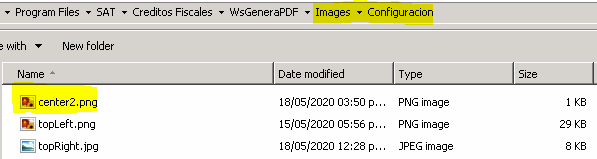 Program Files SAT Creditos Fiscales WsGeneraPDF Images Configuracion
e with New folder
Name Date modified Type Size
center2.png 18/05/2020 03:50 p... PNG image 1 KB
topLeft.png 15/05/2020 05:56 p... PNG image 29 KB
topRight.jpg 18/05/2020 12:28 p... JPEG image 8 KB